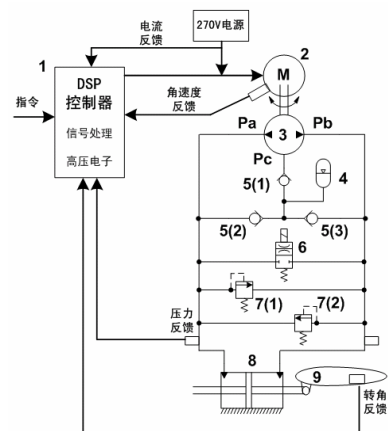 电流
反馈
270V电源
1
2
DSP
控制器
M
指令
角速度
反馈
信号处理
高压电子
Pa
3
Pb
Pc
5(1)
4
5(2)
5(3)
6
7(1)
7(2)
压力
反馈
8
9
转角
反馈